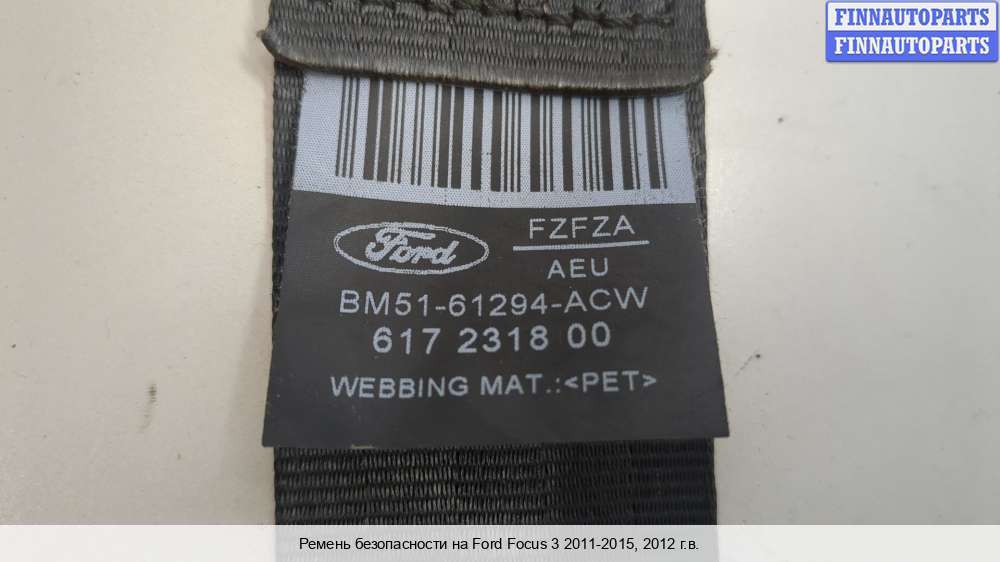 FINNAUTOPARTS
FINNAUTOPARTS
Ford
FZFZA
AEU
BM51-61294-ACW
617 2318 00
WEBBING MAT.:<PET>
Ремень безопасности на Ford Focus 3 2011-2015, 2012 г.в.